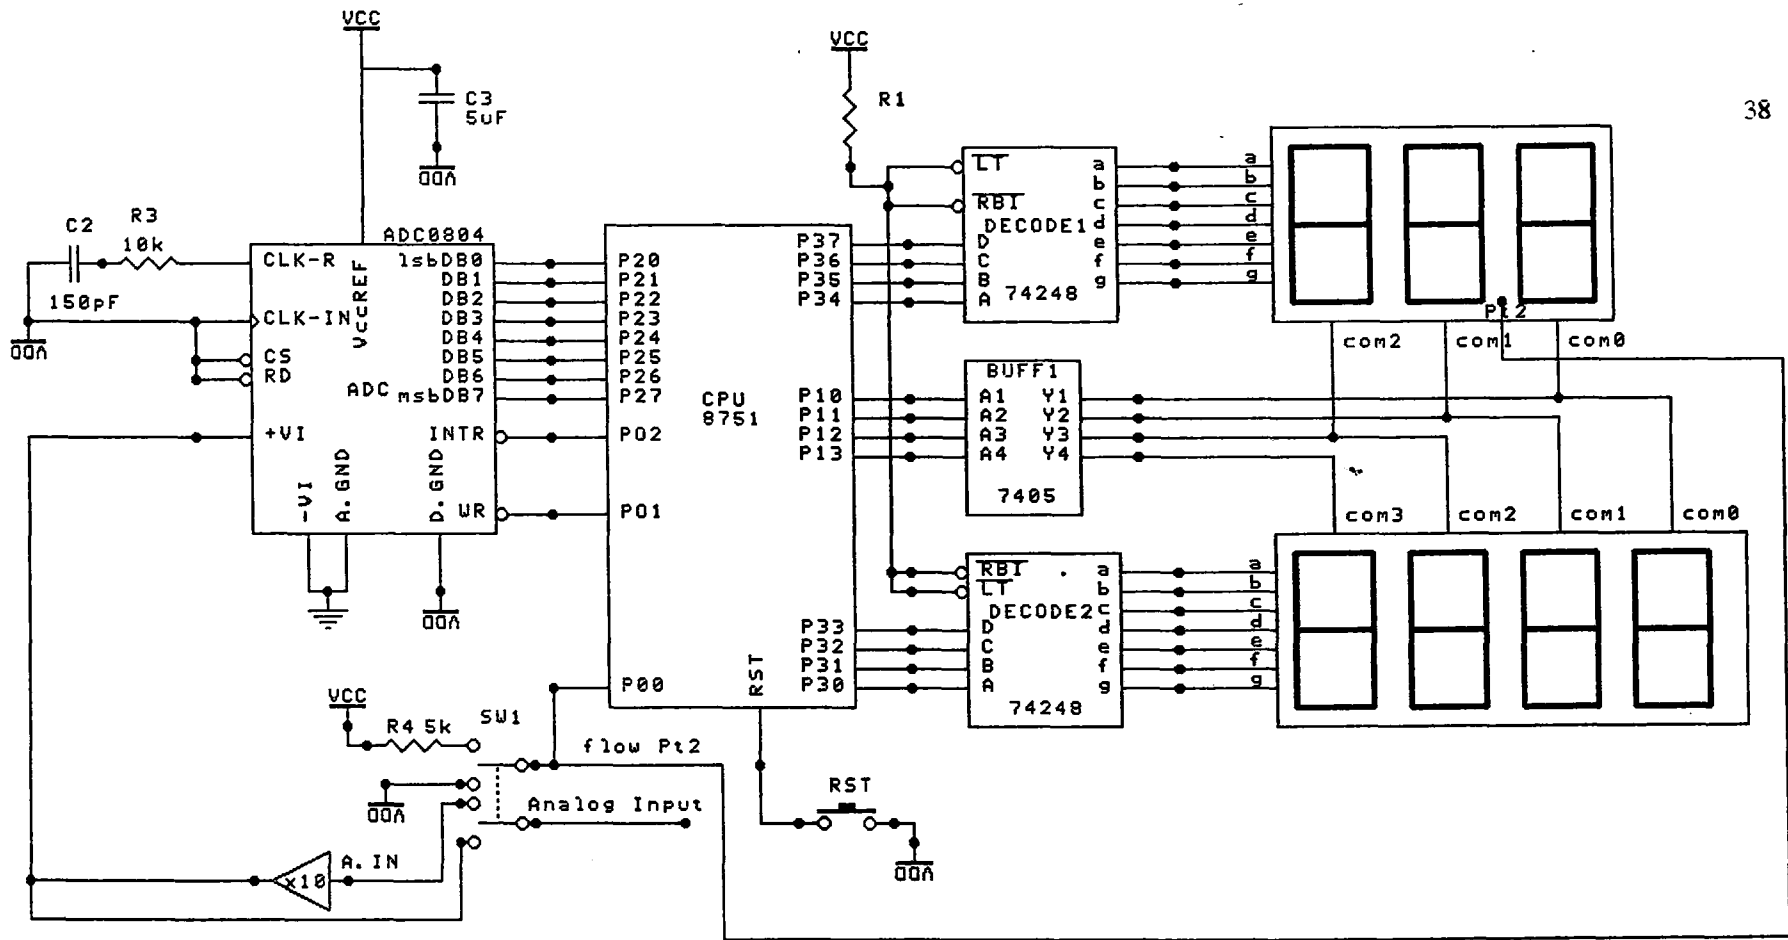 38
VCC
C3
5uF
VDD
C2
R3
10k
150pF
VDD
ADC0804
CLK-R
CLK-IN
CS
RD
+VI
VREF
ADC
-VI
A.GND
D.GND
lsbDB0
DB1
DB2
DB3
DB4
DB5
DB6
msbDB7
INTR
WR
VDD
P20
P21
P22
P23
P24
P25
P26
P27
P02
P01
P00
CPU
8751
RST
P37
P36
P35
P34
P10
P11
P12
P13
P33
P32
P31
P30
VCC
R1
LT
RBI
DECODE1
D
C
B
A
74248
a
b
c
d
e
f
g
a
b
c
d
e
f
g
Pt2
com2
com1
com0
BUFF1
A1 Y1
A2 Y2
A3 Y3
A4 Y4
7405
com3
com2
com1
com0
RBI
LT
DECODE2
D
C
B
A
74248
a
b
c
d
e
f
g
a
b
c
d
e
f
g
VCC
R4 5k
SW1
flow Pt2
VDD
Analog Input
A.IN
x10
RST
VDD